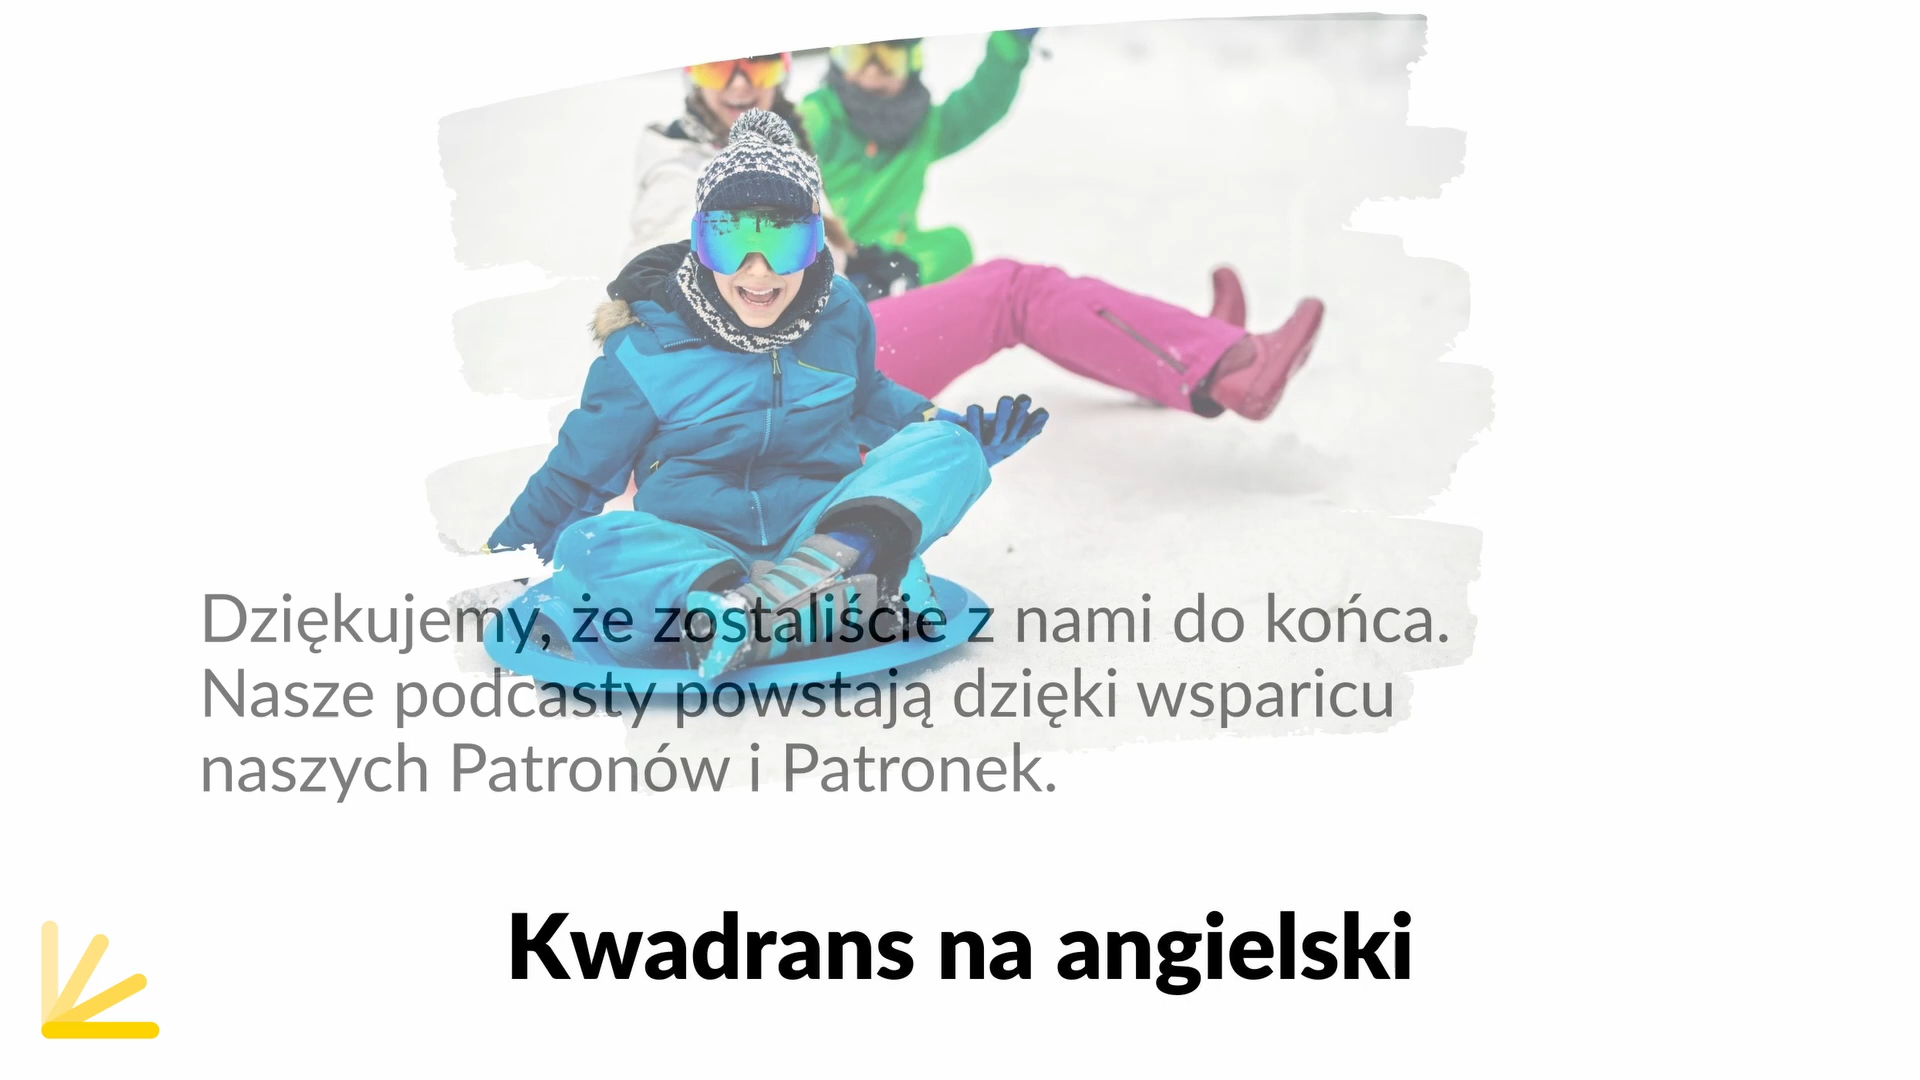 Dziękujemy, że zostaliście z nami do końca.
Nasze podcasty powstają dzięki wsparicu
naszych Patronów i Patronek.
Kwadrans na angielski